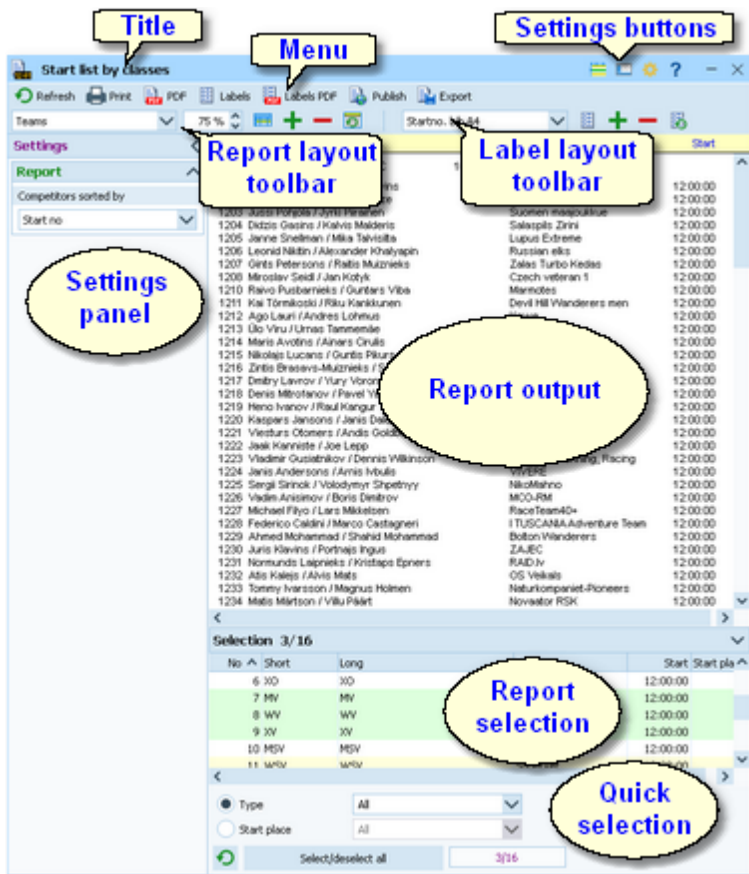 Title
Menu
Settings buttons
Start list by classes
Refresh Print PDF Labels Labels PDF Publish Export
Teams 75 % Startno.
Settings Start
Report layout toolbar
Label layout toolbar
Report
Competitors sorted by
Start no
Settings panel
12:00:00
12:00:00
1203 Jussi Pohjola / Jyrki Piirainen Suomen maajoukkue 12:00:00
1204 Didzis Gasins / Kalvis Malderis Salaspils Zirini 12:00:00
1205 Janne Snellman / Mika Talvisilta Lupus Extreme 12:00:00
1206 Leonid Nikitin / Alexander Khalyapin Russian elks 12:00:00
1207 Gints Petersons / Raitis Muiznieks Zalas Turbo Kedas 12:00:00
1208 Miroslav Seidl / Jan Kotyk Czech veteran 1 12:00:00
1210 Raivo Pusbarnieks / Guntars Viba Marmotes 12:00:00
1211 Kai Törmikoski / Riku Kankkunen Devil Hill Wanderers men 12:00:00
1212 Ago Lauri / Andres Lohmus 12:00:00
1213 Ülo Viru / Urnas Tammemäe 12:00:00
1214 Maris Avotins / Ainars Cirulis 12:00:00
1215 Nikolajs Lucans / Guntis 12:00:00
1216 Zintis Brasavs-Muiznieks / 12:00:00
1217 Dmitry Lavrov / Yury 12:00:00
1218 Denis Mitrofanov / Pavel 12:00:00
1219 Heno Ivanov / Raul Kangur 12:00:00
1220 Kaspars Jansons / Janis 12:00:00
1221 Viesturs Otomers / Andis 12:00:00
1222 Jaak Kanniste / Joe Lepp 12:00:00
1223 Vladimir Gusiatnikov / Dennis Wilkinson Racing 12:00:00
1224 Janis Andersons / Arnis Ivbulis VIVERE 12:00:00
1225 Sergii Sirinok / Volodymyr Shpetnyy NikoMahno 12:00:00
1226 Vadim Anisimov / Boris Dimitrov MCO-RM 12:00:00
1227 Michael Filyo / Lars Mikkelsen RaceTeam40+ 12:00:00
1228 Federico Caldini / Marco Castagneri I TUSCANIA Adventure Team 12:00:00
1229 Ahmed Mohammad / Shahid Mohammad Bolton Wanderers 12:00:00
1230 Juris Klavins / Portnajs Ingus ZAJEC 12:00:00
1231 Normunds Laipnieks / Kristaps Epners RAID.lv 12:00:00
1232 Atis Kalejs / Alvis Mats OS Veikals 12:00:00
1233 Tommy Ivarsson / Magnus Holmen Naturkompaniet-Pioneers 12:00:00
1234 Matis Märtson / Villu Päärt Novaator RSK 12:00:00
Report output
Selection 3/16
No Short Long Start Start pla
6 XO XO 12:00:00
7 MV MV 12:00:00
8 WV WV 12:00:00
9 XV XV 12:00:00
10 MSV MSV 12:00:00
11 WSV WSV
Report selection
Quick selection
Type All
Start place All
Select/deselect all 3/16